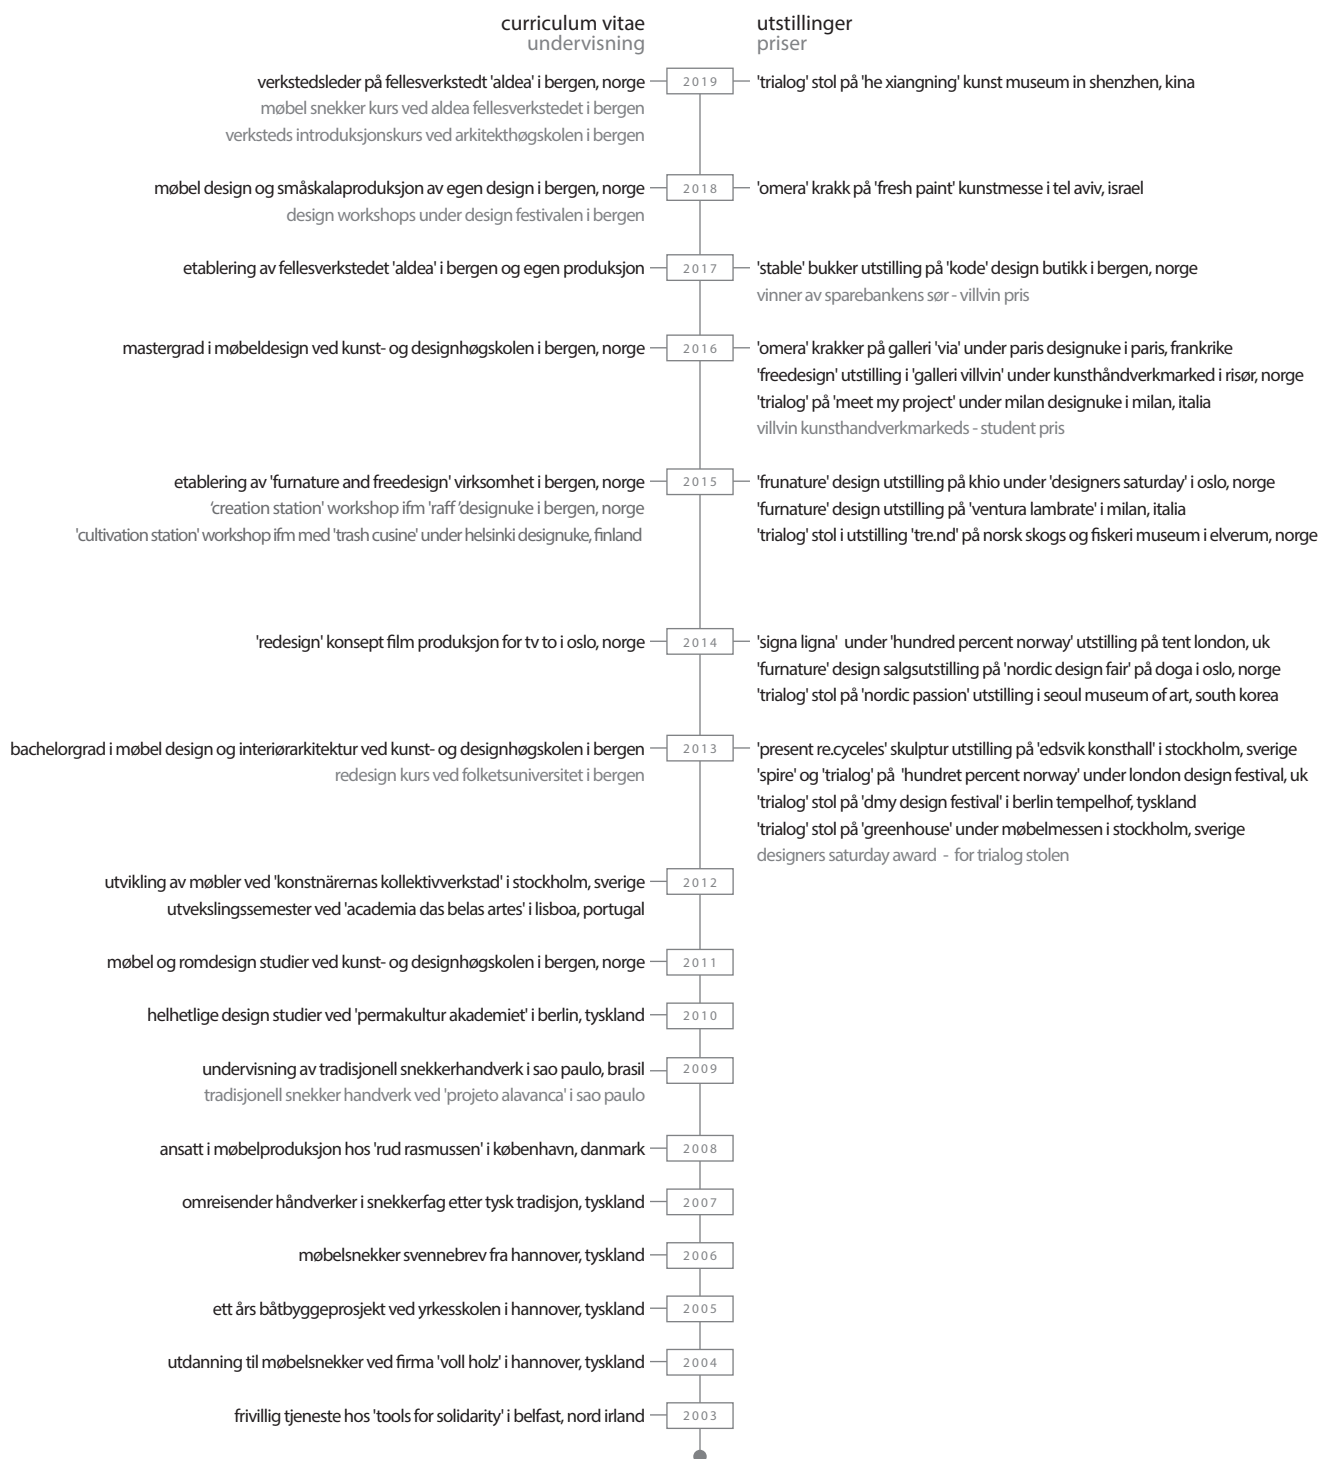 curriculum vitae
undervisning
utstillinger
priser
verkstedsleder på fellesverkstedt 'aldea' i bergen, norge
møbel snekker kurs ved aldea fellesverkstedet i bergen
verksteds introduksjonskurs ved arkitekthøgskolen i bergen
2019
'trialog' stol på 'he xiangning' kunst museum in shenzhen, kina
møbel design og småskalaproduksjon av egen design i bergen, norge
design workshops under design festivalen i bergen
2018
'omera' krakk på 'fresh paint' kunstmesse i tel aviv, israel
etablering av fellesverkstedet 'aldea' i bergen og egen produksjon
2017
'stable' bukker utstilling på 'kode' design butikk i bergen, norge
vinner av sparebankens sør - villvin pris
mastergrad i møbeldesign ved kunst- og designhøgskolen i bergen, norge
2016
'omera' krakker på galleri 'via' under paris designuke i paris, frankrike
'freedesign' utstilling i 'galleri villvin' under kunsthåndverkmarked i risør, norge
'trialog' på 'meet my project' under milan designuke i milan, italia
villvin kunsthandverkmarkeds - student pris
etablering av 'furnature and freedesign' virksomhet i bergen, norge
'creation station' workshop ifm 'raff 'designuke i bergen, norge
'cultivation station' workshop ifm med 'trash cusine' under helsinki designuke, finland
2015
'frunature' design utstilling på khio under 'designers saturday' i oslo, norge
'furnature' design utstilling på 'ventura lambrate' i milan, italia
'trialog' stol i utstilling 'tre.nd' på norsk skogs og fiskeri museum i elverum, norge
'redesign' konsept film produksjon for tv to i oslo, norge
2014
'signa ligna' under 'hundred percent norway' utstilling på tent london, uk
'furnature' design salgsutstilling på 'nordic design fair' på doga i oslo, norge
'trialog' stol på 'nordic passion' utstilling i seoul museum of art, south korea
bachelorgrad i møbel design og interiørarkitektur ved kunst- og designhøgskolen i bergen
redesign kurs ved folketsuniversitet i bergen
2013
'present re.cyceles' skulptur utstilling på 'edsvik konsthall' i stockholm, sverige
'spire' og 'trialog' på 'hundret percent norway' under london design festival, uk
'trialog' stol på 'dmy design festival' i berlin tempelhof, tyskland
'trialog' stol på 'greenhouse' under møbelmessen i stockholm, sverige
designers saturday award - for trialog stolen
utvikling av møbler ved 'konstnärernas kollektivverkstad' i stockholm, sverige
utvekslingssemester ved 'academia das belas artes' i lisboa, portugal
2012
møbel og romdesign studier ved kunst- og designhøgskolen i bergen, norge
2011
helhetlige design studier ved 'permakultur akademiet' i berlin, tyskland
2010
undervisning av tradisjonell snekkerhandverk i sao paulo, brasil
tradisjonell snekker handverk ved 'projeto alavanca' i sao paulo
2009
ansatt i møbelproduksjon hos 'rud rasmussen' i københavn, danmark
2008
omreisender håndverker i snekkerfag etter tysk tradisjon, tyskland
2007
møbelsnekker svennebrev fra hannover, tyskland
2006
ett års båtbyggeprosjekt ved yrkesskolen i hannover, tyskland
2005
utdanning til møbelsnekker ved firma 'voll holz' i hannover, tyskland
2004
frivillig tjeneste hos 'tools for solidarity' i belfast, nord irland
2003